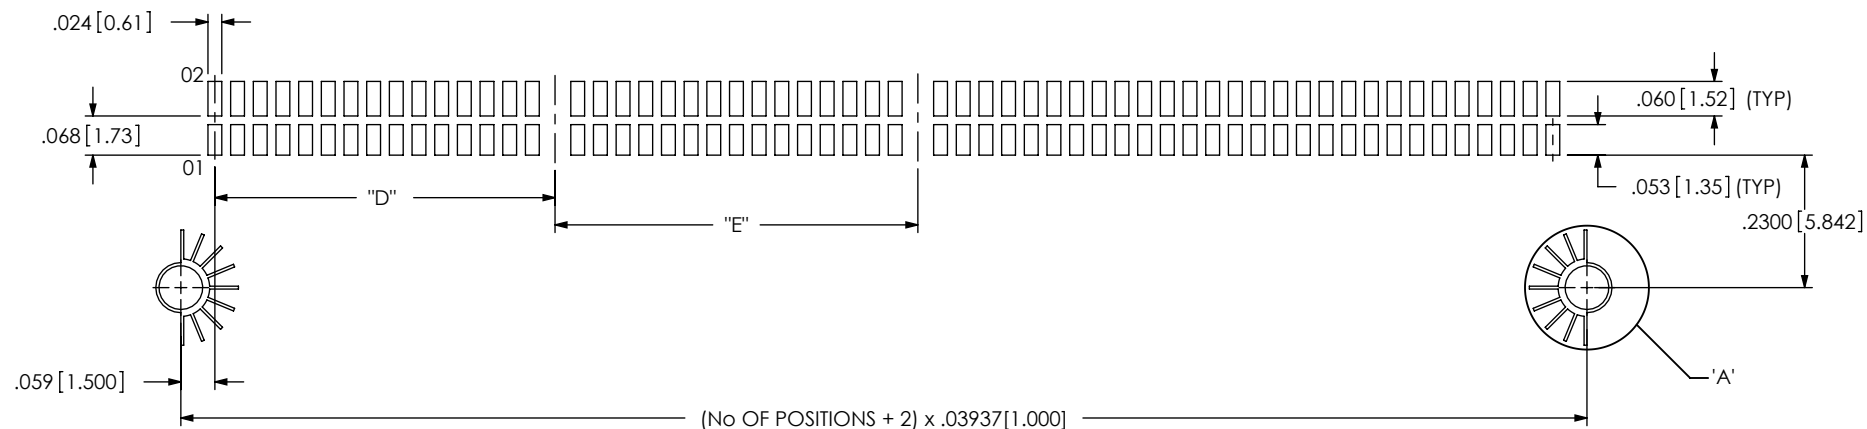 .024[0.61]
02
.060[1.52] (TYP)
.068[1.73]
01
.053[1.35](TYP)
"D"
"E"
.2300[5.842]
.059[1.500]
'A'
(No OF POSITIONS + 2) x .03937[1.000]